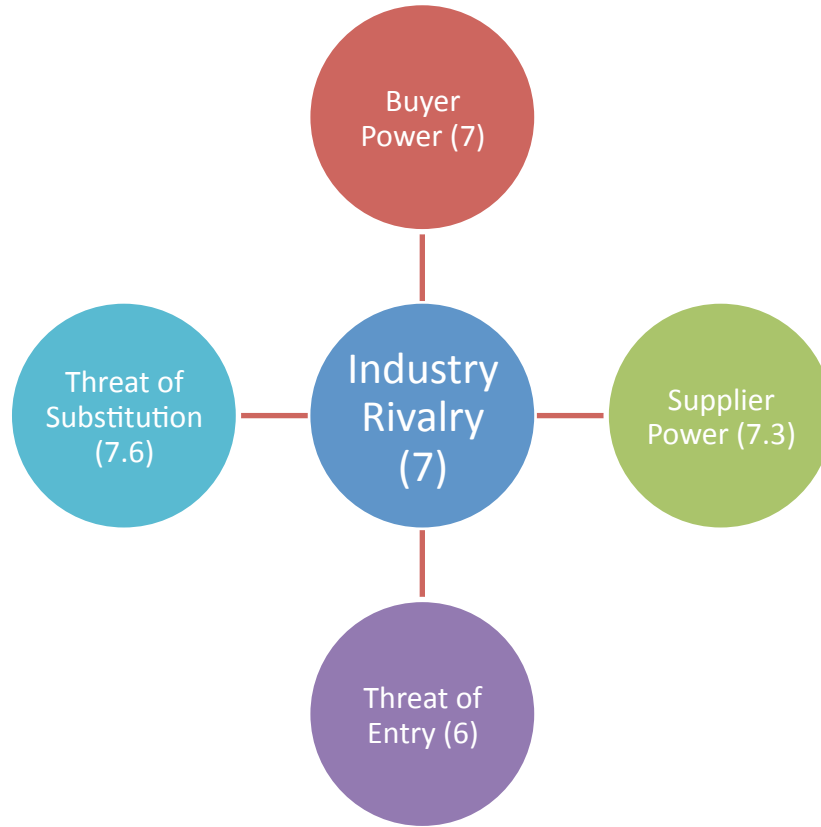 Buyer
Power (7)
Threat of
Substitution
(7.6)
Industry
Rivalry
(7)
Supplier
Power (7.3)
Threat of
Entry (6)